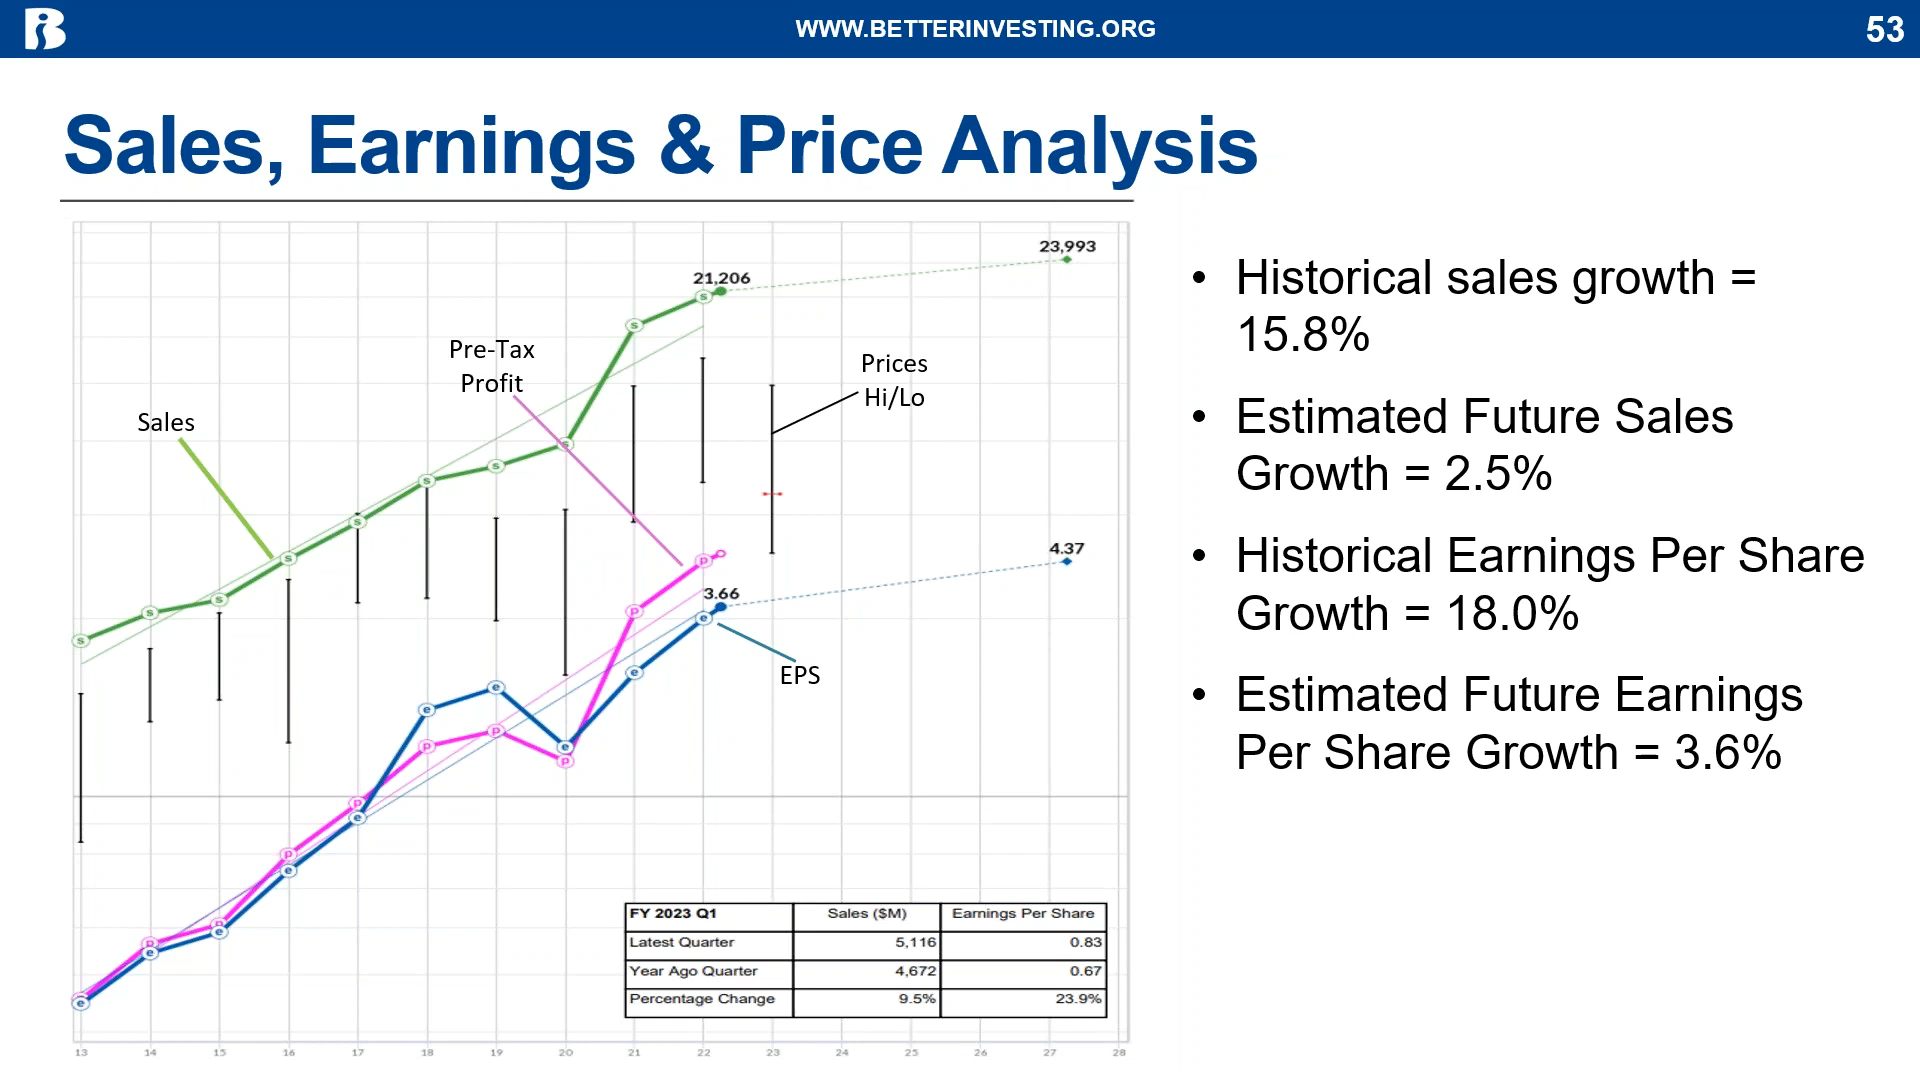 WWW.BETTERINVESTING.ORG
53
Sales, Earnings & Price Analysis
23,993
21,206
Pre-Tax
Profit
Prices
Hi/Lo
Sales
4.37
3.66
EPS
FY 2023 Q1 Sales ($M) Earnings Per Share
Latest Quarter 5,116 0.83
Year Ago Quarter 4,672 0.67
Percentage Change 9.5% 23.9%
13 14 15 16 17 18 19 20 21 22 23 24 25 26 27 28
• Historical sales growth =
15.8%
• Estimated Future Sales
Growth = 2.5%
• Historical Earnings Per Share
Growth = 18.0%
• Estimated Future Earnings
Per Share Growth = 3.6%